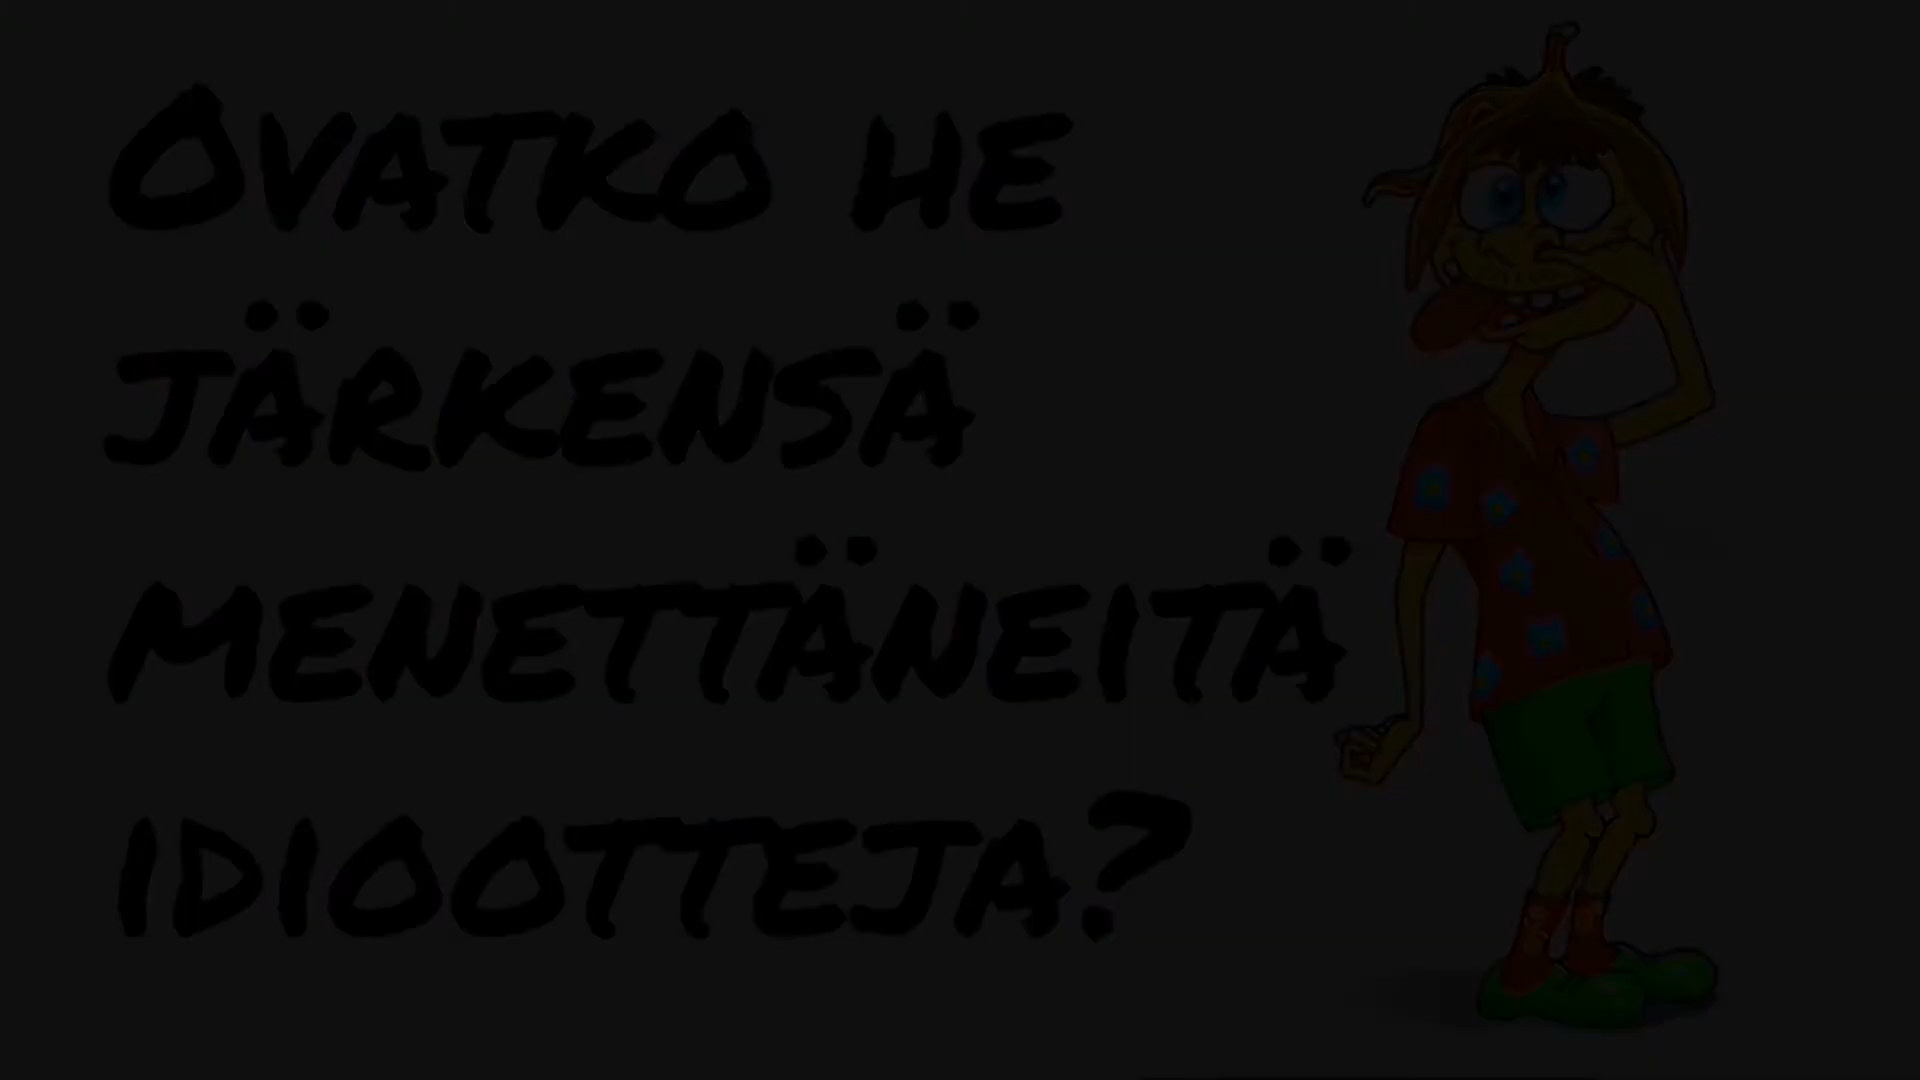 Ovatko he
järkensä
menettäneitä
idiootteja?